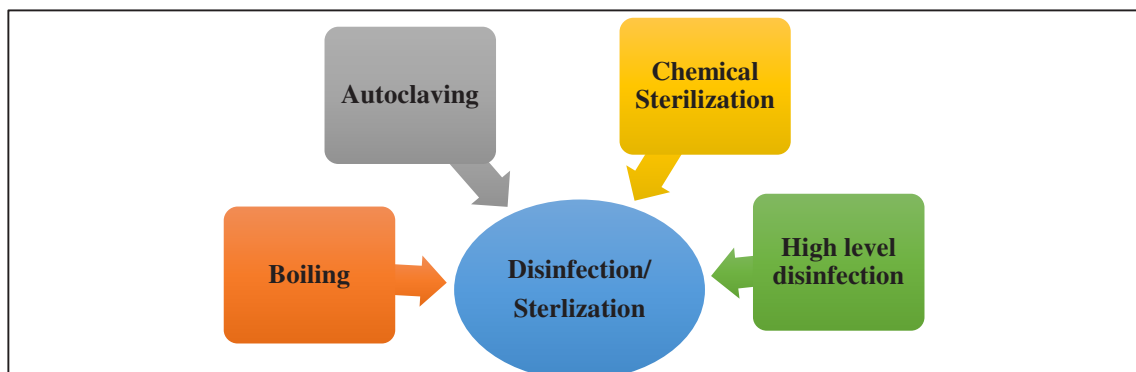 Autoclaving
Chemical
Sterilization
Boiling
Disinfection/
Sterlization
High level
disinfection